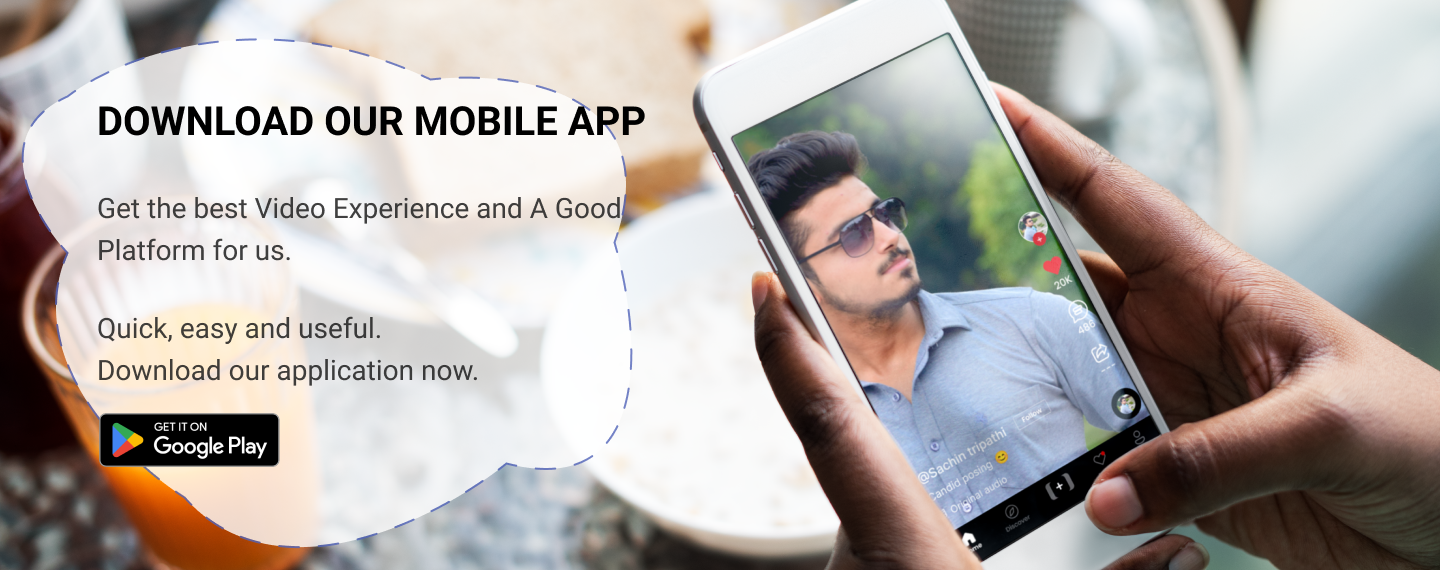 DOWNLOAD OUR MOBILE APP
Get the best Video Experience and A Good
Platform for us.
Quick, easy and useful.
Download our application now.
GET IT ON
Google Play
20K
486
Follow
@Sachin tripathi
Candid posing 😊
Original audio
Discover